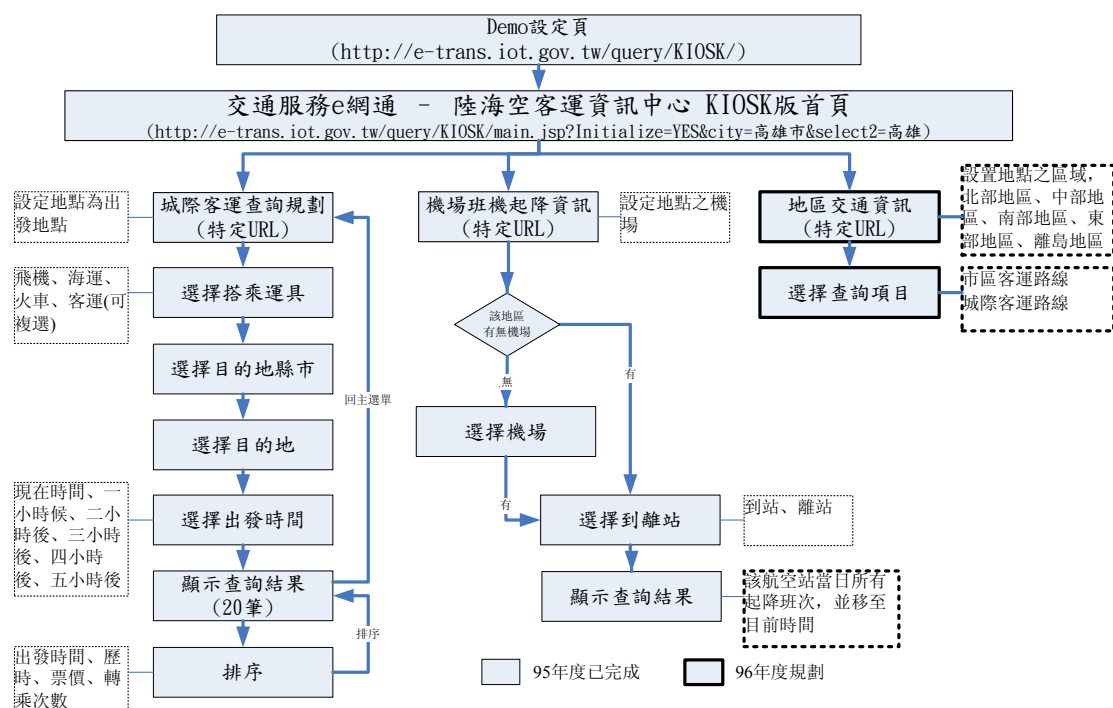 Demo設定頁
(http://e-trans.iot.gov.tw/query/KIOSK/)
交通服務e網通 – 陸海空客運資訊中心 KIOSK版首頁
(http://e-trans.iot.gov.tw/query/KIOSK/main.jsp?Initialize=YES&city=高雄市&select2=高雄)
設定地點為出
發地點
城際客運查詢規劃
(特定URL)
飛機、海運、
火車、客運(可
複選)
選擇搭乘運具
選擇目的地縣市
選擇目的地
現在時間、一
小時候、二小
時後、三小時
後、四小時
後、五小時後
選擇出發時間
顯示查詢結果
(20筆)
回主選單
排序
出發時間、歷
時、票價、轉
乘次數
排序
機場班機起降資訊
(特定URL)
設定地點之機
場
該地區
有無機場
無
有
選擇機場
有
選擇到離站
到站、離站
顯示查詢結果
該航空站當日所有
起降班次，並移至
目前時間
地區交通資訊
(特定URL)
設置地點之區域，
北部地區、中部地
區、南部地區、東
部地區、離島地區
選擇查詢項目
市區客運路線
城際客運路線
95年度已完成
96年度規劃